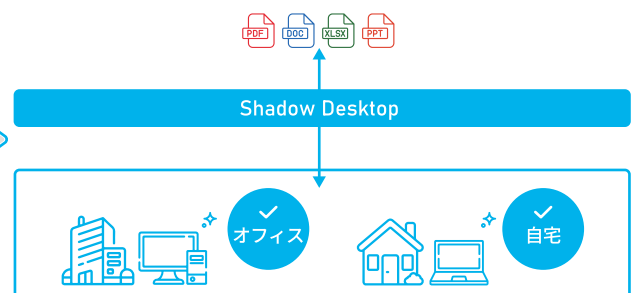 PDF DOC XLSX PPT
Shadow Desktop
オフィス 自宅